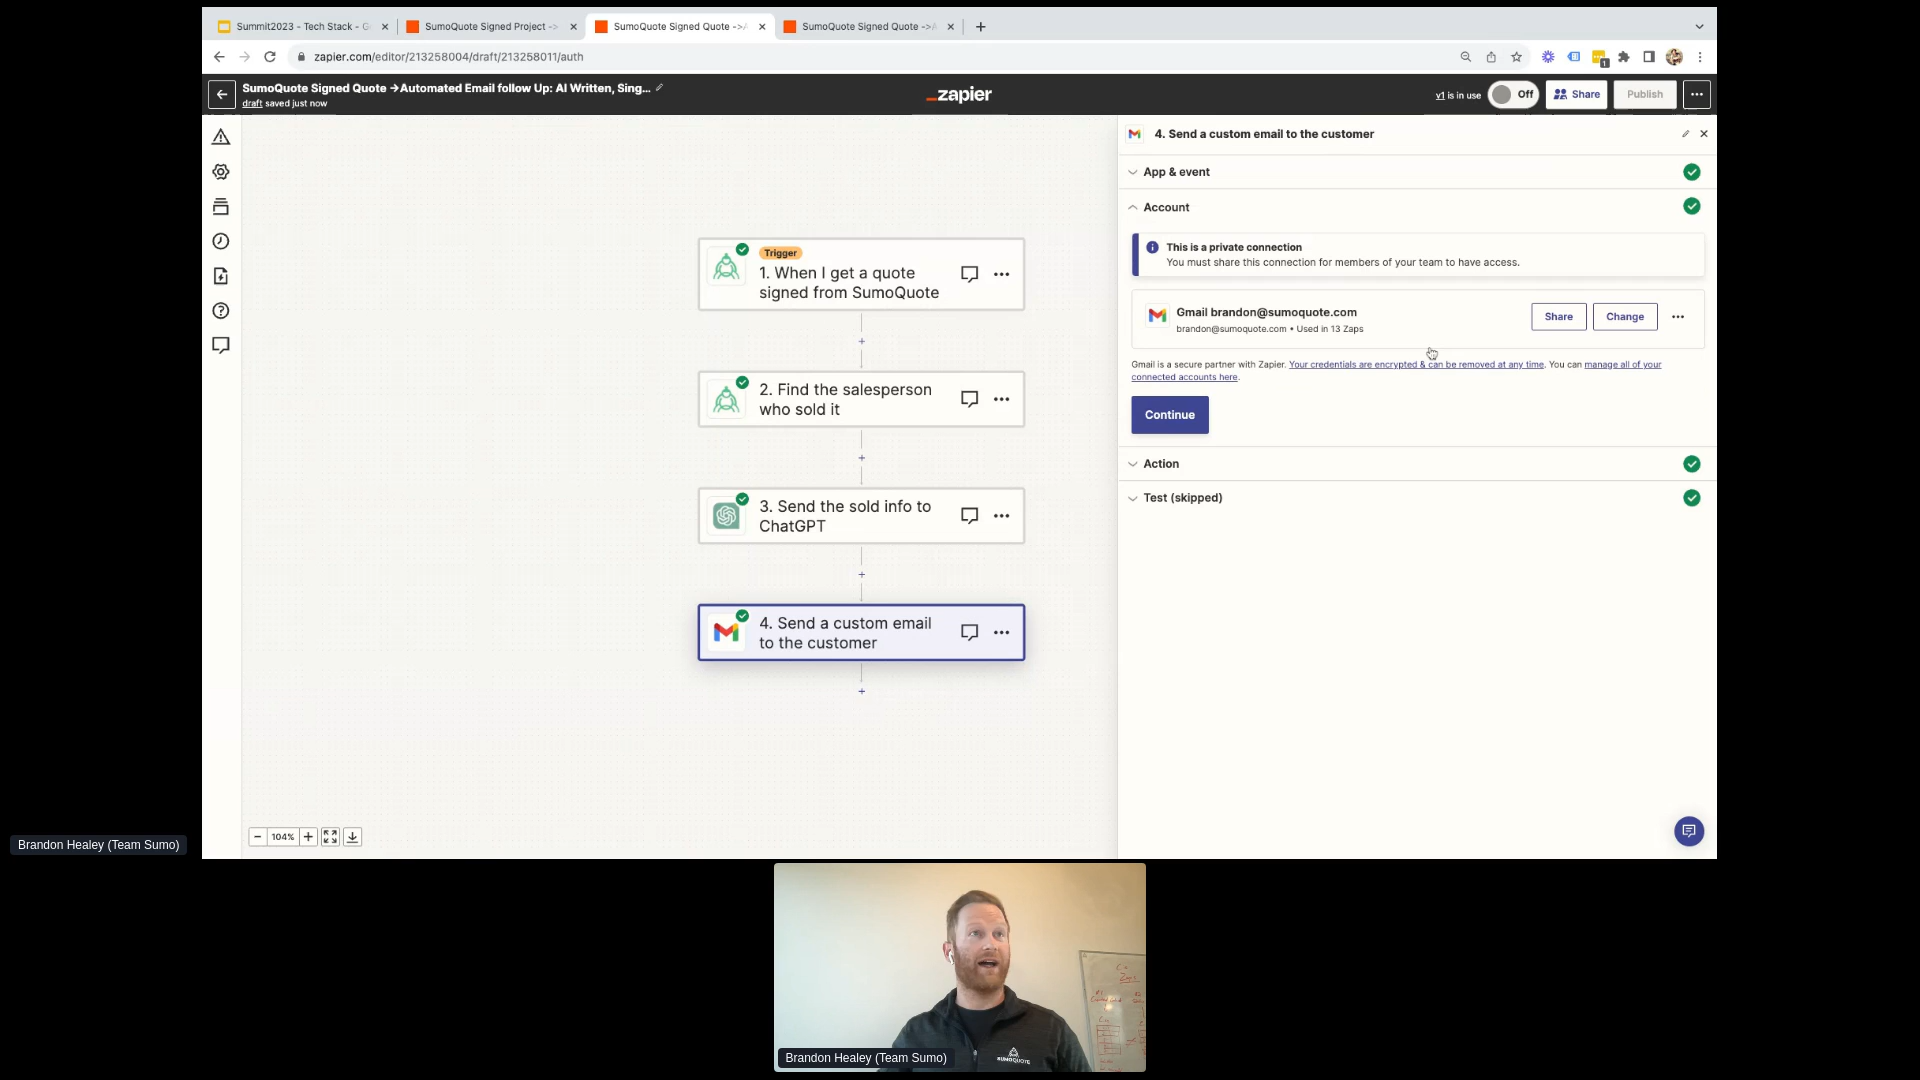 Summit2023 - Tech Stack - G
SumoQuote Signed Project ->
SumoQuote Signed Quote ->A
SumoQuote Signed Quote ->A
zapier.com/editor/213258004/draft/213258011/auth
1
SumoQuote Signed Quote →Automated Email follow Up: AI Written, Sing...
draft saved just now
_zapier
v1 is in use
Off
Share
Publish
4. Send a custom email to the customer
App & event
Account
This is a private connection
You must share this connection for members of your team to have access.
Gmail brandon@sumoquote.com
brandon@sumoquote.com • Used in 13 Zaps
Share
Change
Gmail is a secure partner with Zapier. Your credentials are encrypted & can be removed at any time. You can manage all of your
connected accounts here.
Continue
Action
Test (skipped)
Trigger
1. When I get a quote
signed from SumoQuote
2. Find the salesperson
who sold it
3. Send the sold info to
ChatGPT
4. Send a custom email
to the customer
104%
Brandon Healey (Team Sumo)
SUMOQUOTE
Brandon Healey (Team Sumo)